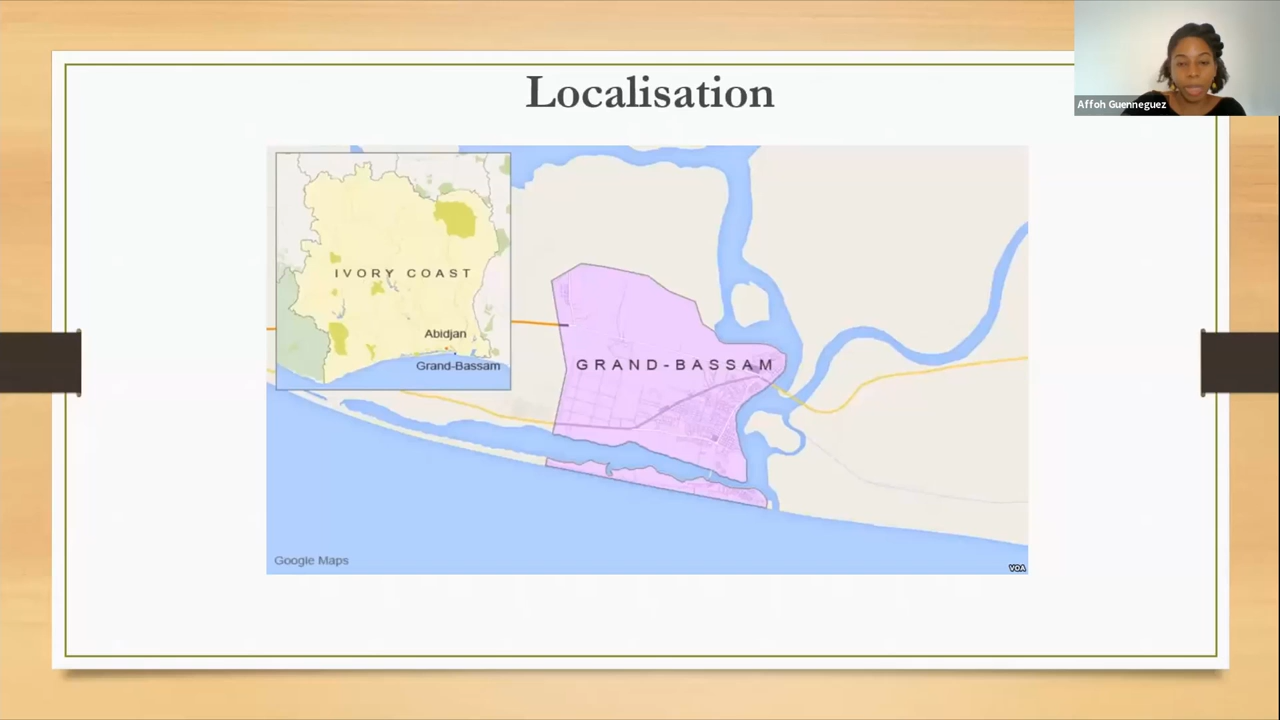 Localisation
Affoh Guenneguez
IVORY COAST
Abidjan
Grand-Bassam
GRAND-BASSAM
Google Maps
VOA